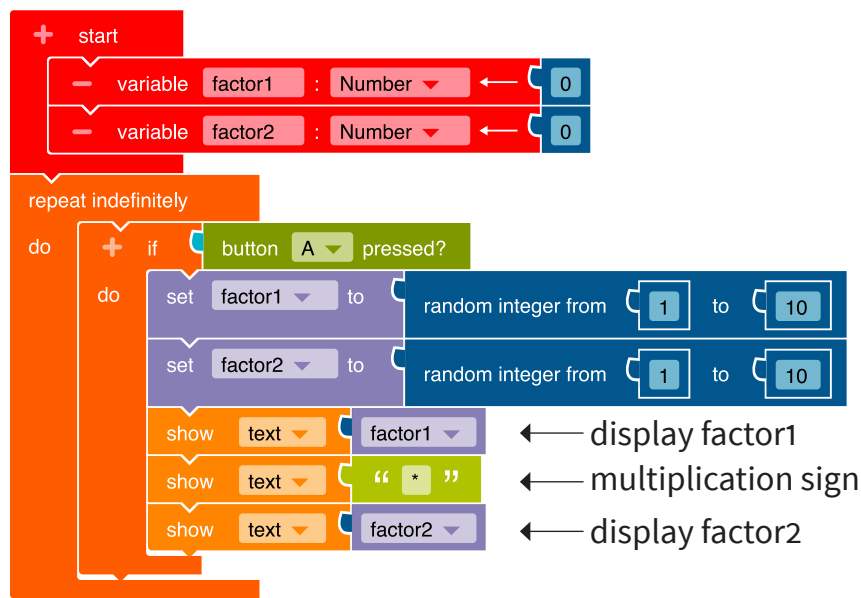 + start
− variable factor1 : Number ← 0
− variable factor2 : Number ← 0
repeat indefinitely
do + if button A pressed?
do set factor1 to random integer from 1 to 10
set factor2 to random integer from 1 to 10
show text factor1 ← display factor1
show text “ * ” ← multiplication sign
show text factor2 ← display factor2